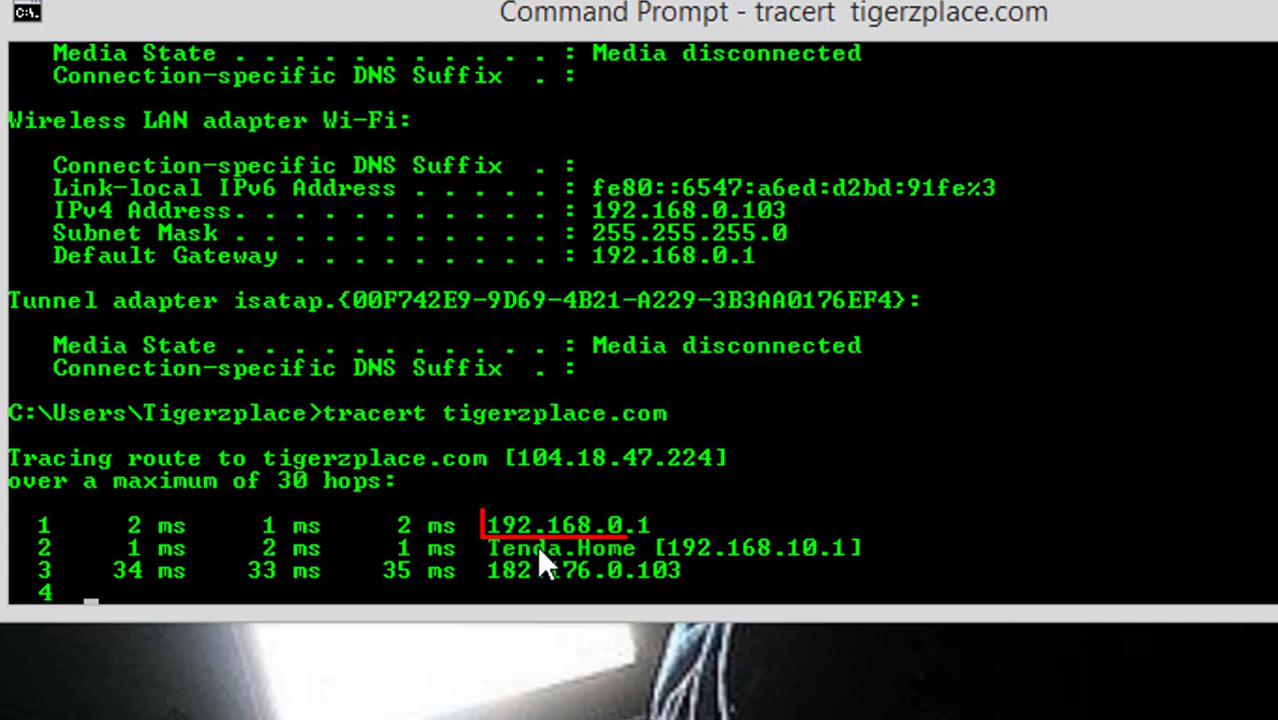 C:\.
Command Prompt - tracert tigerzplace.com
Media State . . . . . . . . . . . : Media disconnected
Connection-specific DNS Suffix . :
Wireless LAN adapter Wi-Fi:
Connection-specific DNS Suffix . :
Link-local IPv6 Address . . . . . : fe80::6547:a6ed:d2bd:91fe%3
IPv4 Address. . . . . . . . . . . : 192.168.0.103
Subnet Mask . . . . . . . . . . . : 255.255.255.0
Default Gateway . . . . . . . . . : 192.168.0.1
Tunnel adapter isatap.{00F742E9-9D69-4B21-A229-3B3AA0176EF4}:
Media State . . . . . . . . . . . : Media disconnected
Connection-specific DNS Suffix . :
C:\Users\Tigerzplace>tracert tigerzplace.com
Tracing route to tigerzplace.com [104.18.47.224]
over a maximum of 30 hops:
1 2 ms 1 ms 2 ms 192.168.0.1
2 1 ms 2 ms 1 ms Tenda.Home [192.168.10.1]
3 34 ms 33 ms 35 ms 182.176.0.103
4